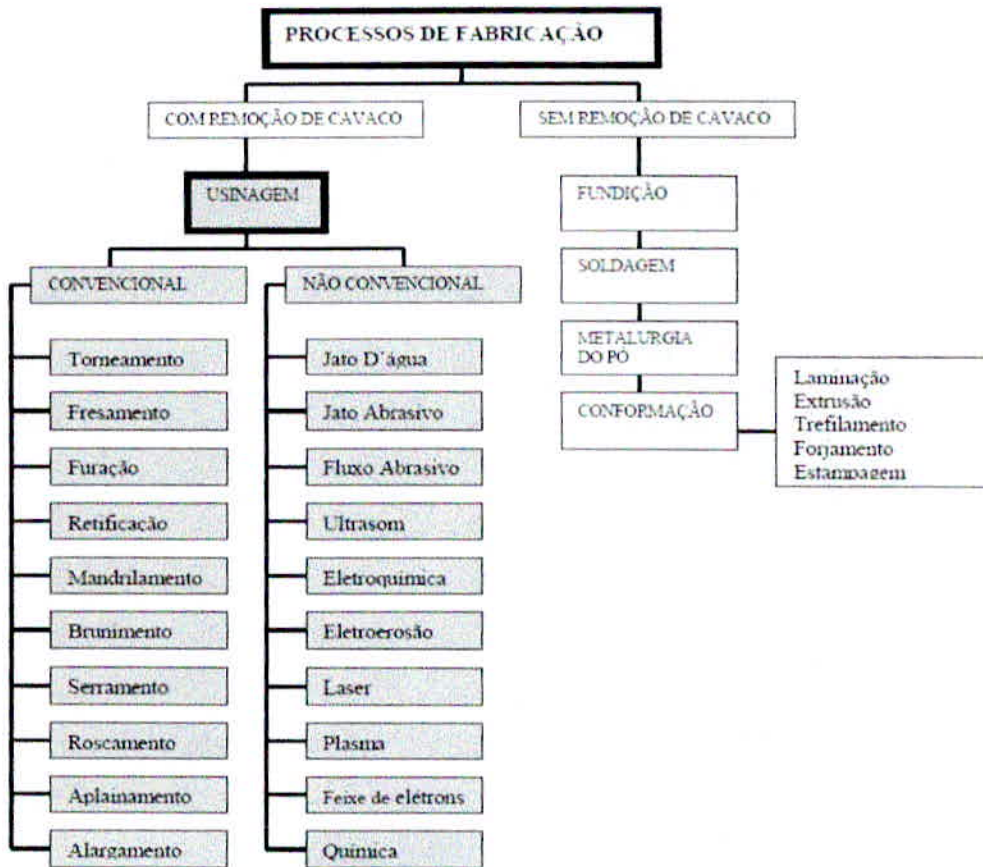 PROCESSOS DE FABRICAÇÃO
COM REMOÇÃO DE CAVACO
SEM REMOÇÃO DE CAVACO
USINAGEM
CONVENCIONAL
NÃO CONVENCIONAL
Torneamento
Fresamento
Furação
Retificação
Mandrilamento
Brunimento
Serramento
Roscamento
Aplainamento
Alargamento
Jato D´água
Jato Abrasivo
Fluxo Abrasivo
Ultrasom
Eletroquímica
Eletroerosão
Laser
Plasma
Feixe de elétrons
Química
FUNDIÇÃO
SOLDAGEM
METALURGIA
DO PÓ
CONFORMAÇÃO
Laminação
Extrusão
Trefilamento
Forjamento
Estampagem